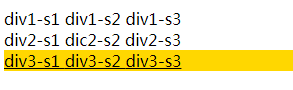 div1-s1 div1-s2 div1-s3
div2-s1 dic2-s2 div2-s3
div3-s1 div3-s2 div3-s3